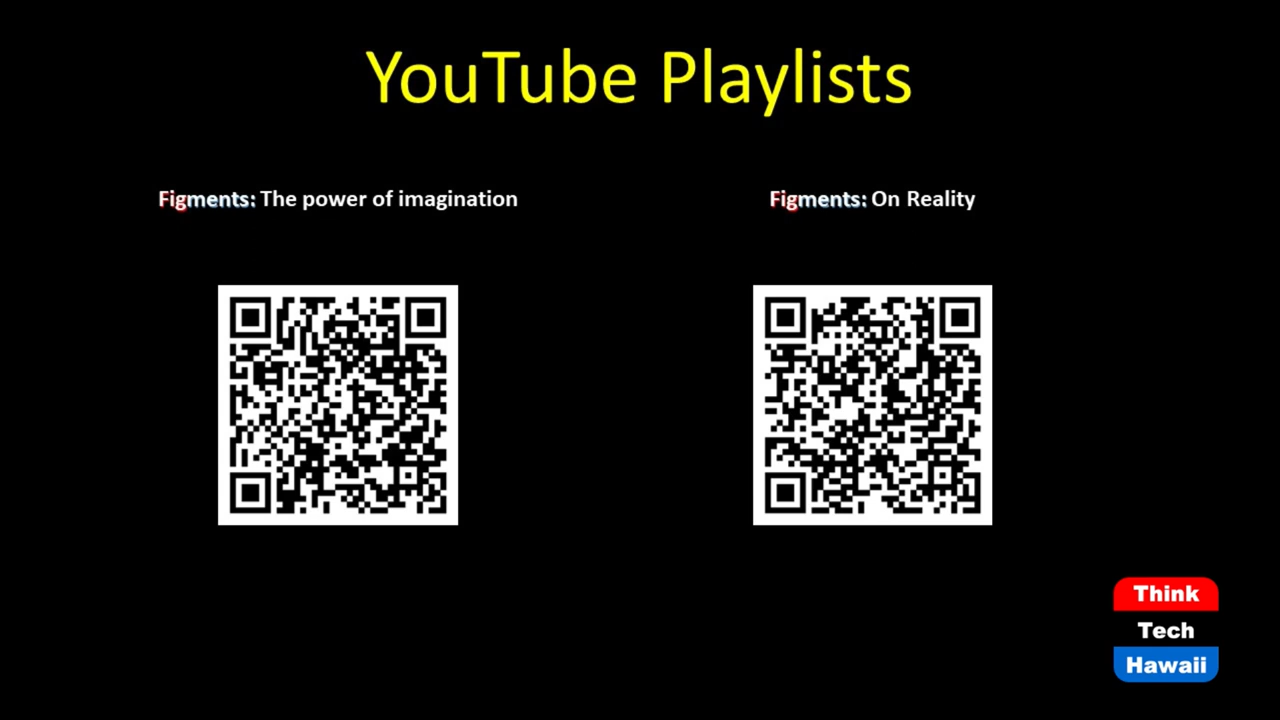 YouTube Playlists
Figments: The power of imagination
Figments: On Reality
Think
Tech
Hawaii